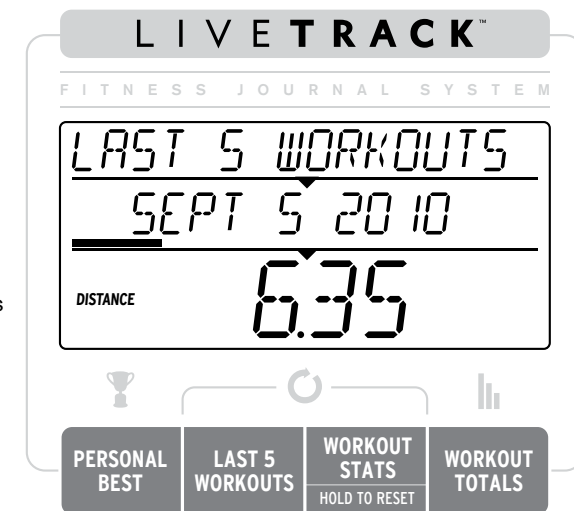 LIVETRACK™
FITNESS JOURNAL SYSTEM
LAST 5 WORKOUTS
SEPT 5 2010
DISTANCE 6.35
s
PERSONAL BEST
LAST 5 WORKOUTS
WORKOUT STATS
HOLD TO RESET
WORKOUT TOTALS